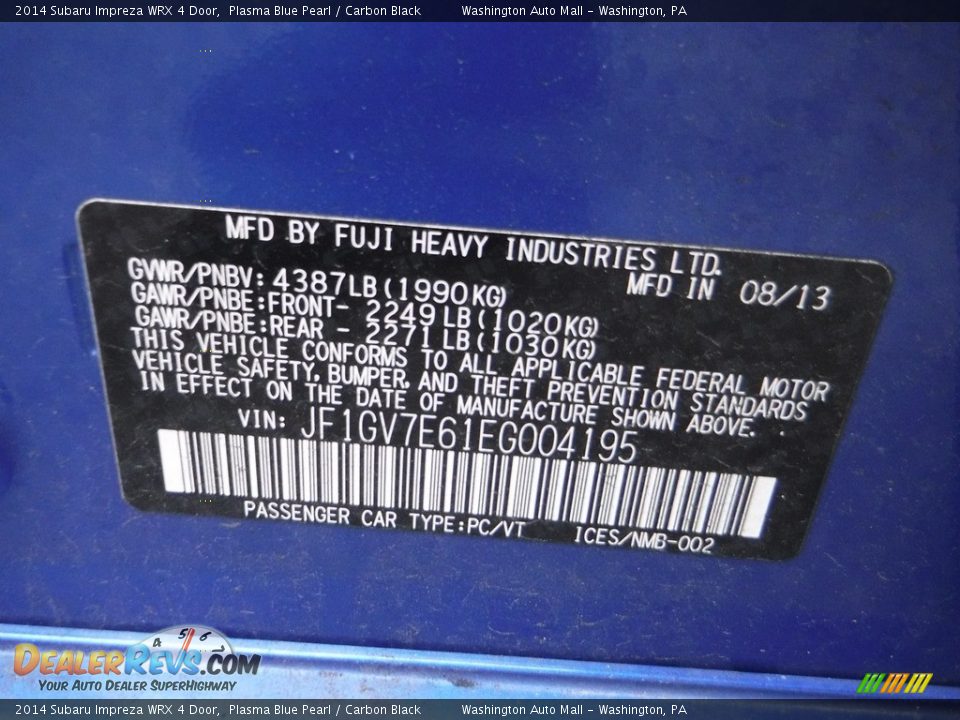 2014 Subaru Impreza WRX 4 Door, Plasma Blue Pearl / Carbon Black Washington Auto Mall - Washington, PA
MFD BY FUJI HEAVY INDUSTRIES LTD.
GVWR/PNBV: 4387LB (1990KG) MFD IN 08/13
GAWR/PNBE:FRONT- 2249LB (1020KG)
GAWR/PNBE:REAR - 2271 LB (1030KG)
THIS VEHICLE CONFORMS TO ALL APPLICABLE FEDERAL MOTOR
VEHICLE SAFETY, BUMPER, AND THEFT PREVENTION STANDARDS
IN EFFECT ON THE DATE OF MANUFACTURE SHOWN ABOVE.
VIN: JF1GV7E61EG004195
PASSENGER CAR TYPE:PC/VT ICES/NMB-002
4 5 6 7
DEALERREVS.COM
YOUR AUTO DEALER SUPERHIGHWAY
2014 Subaru Impreza WRX 4 Door, Plasma Blue Pearl / Carbon Black Washington Auto Mall - Washington, PA